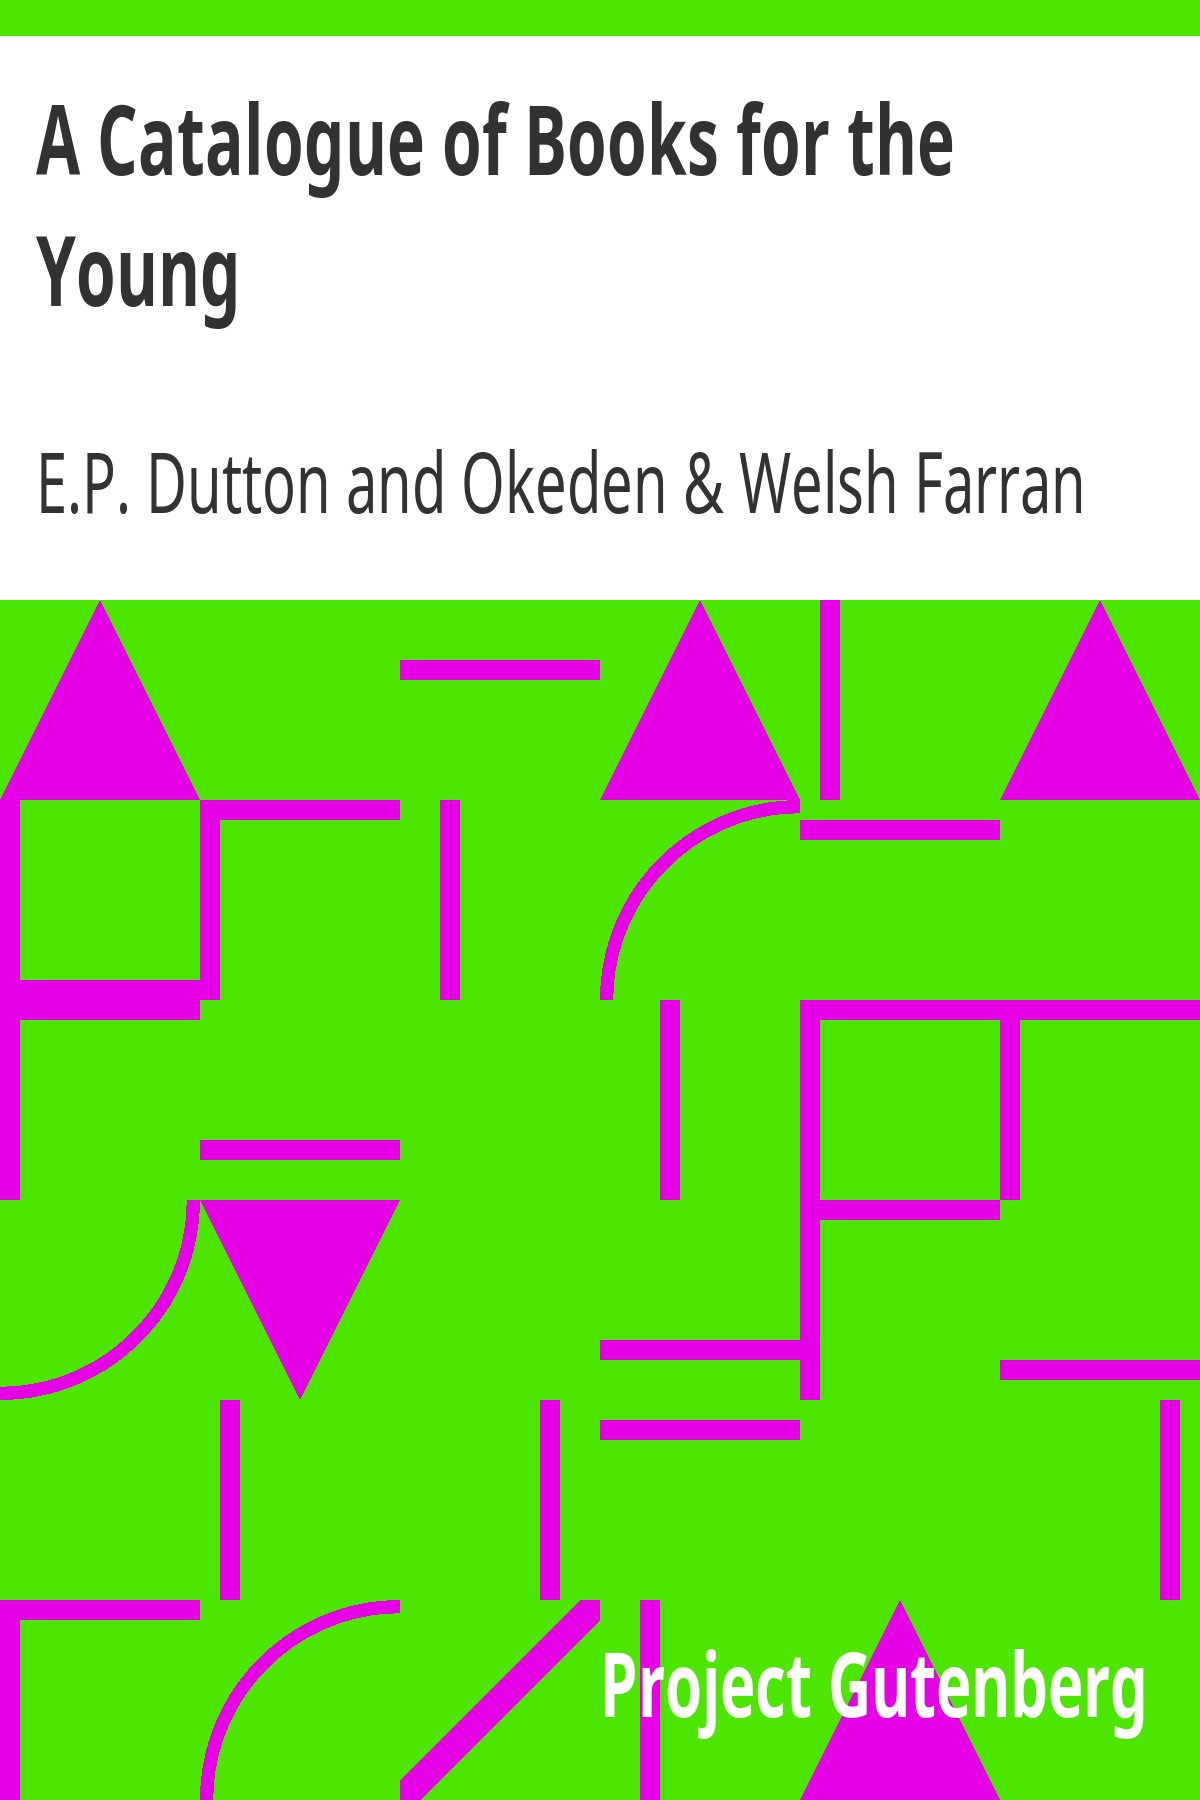 A Catalogue of Books for the
Young
E.P. Dutton and Okeden & Welsh Farran
Project Gutenberg